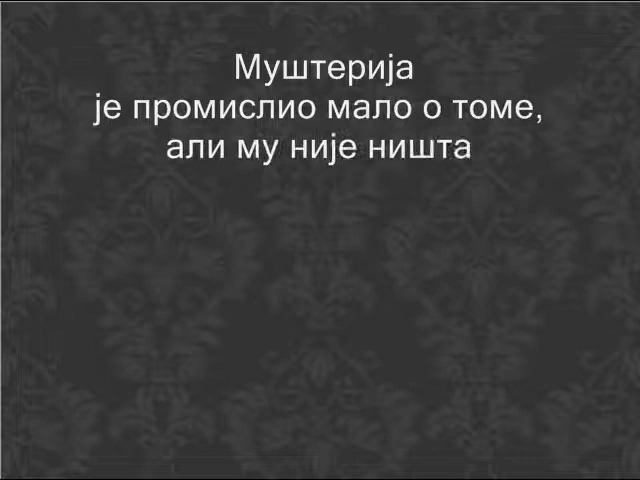 Муштерија
је промислио мало о томе,
али му није ништа